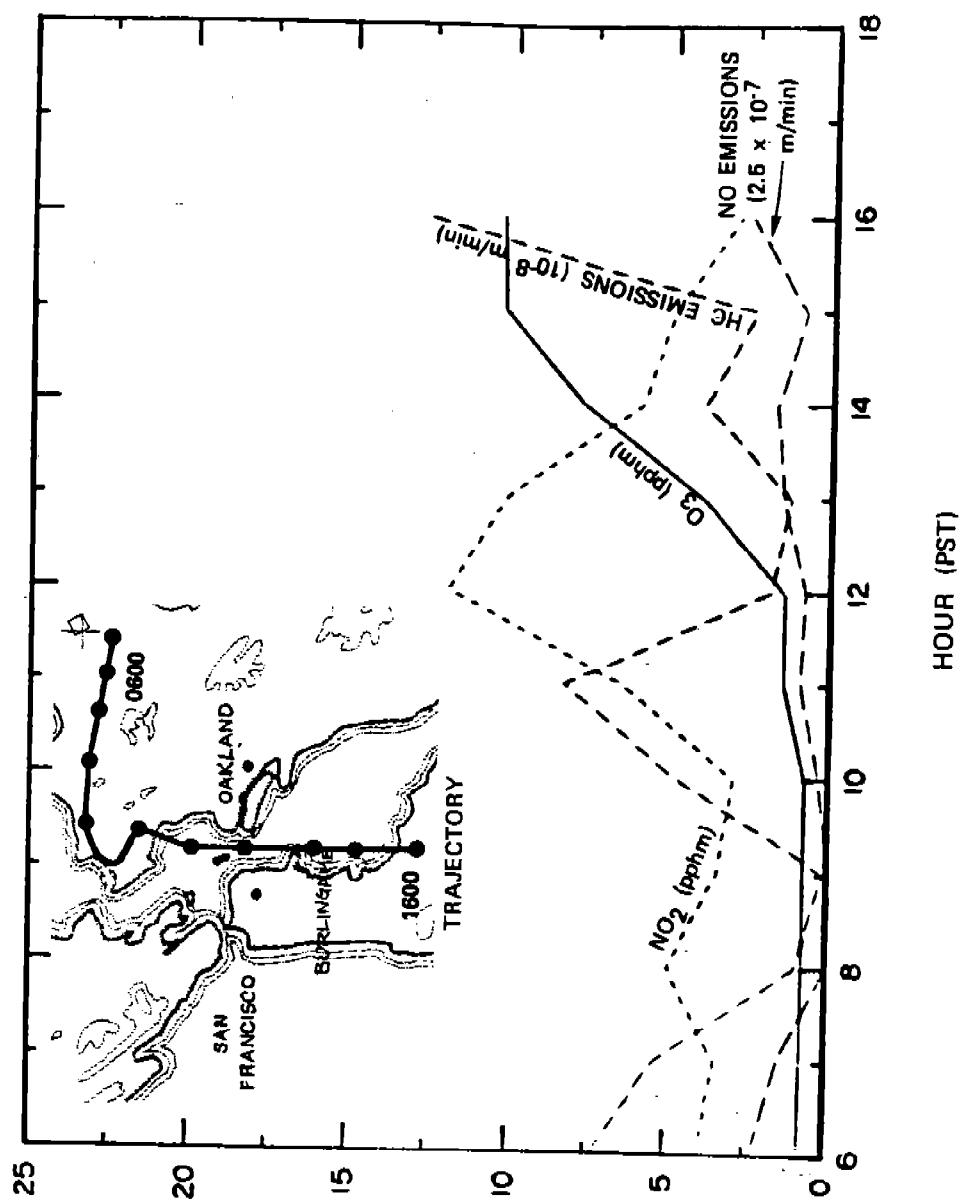 25
20
15
10
5
0
6
8
10
12
14
16
18
HOUR (PST)
0600
OAKLAND
SAN
FRANCISCO
BURLINGAME
1600
TRAJECTORY
NO2 (pphm)
O3 (pphm)
HC EMISSIONS (10-8 m/min)
NO EMISSIONS
(2.5 x 10-7
m/min)